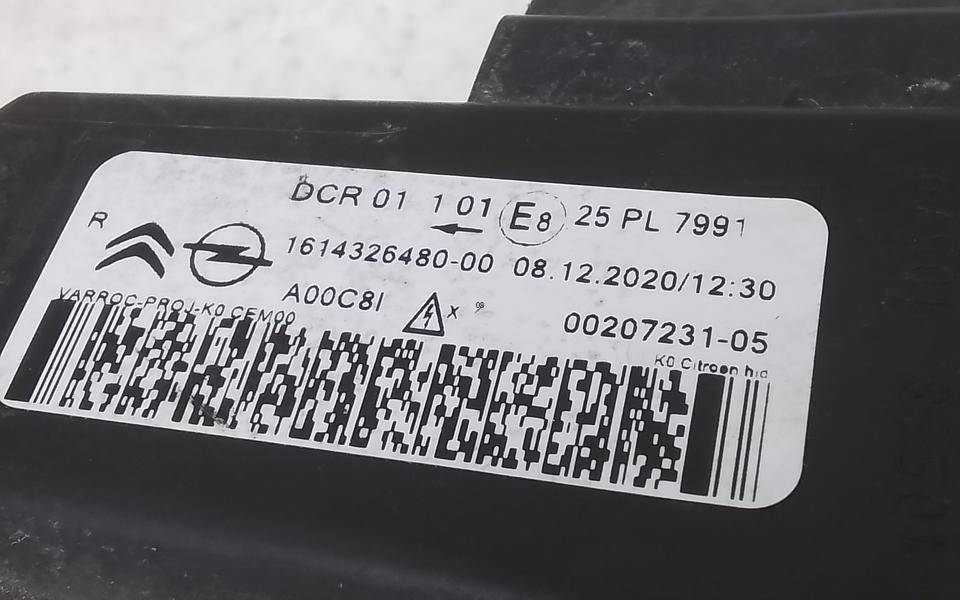 DCR 01 1 01 E8 25 PL 7991
R
1614326480-00 08.12.2020/12:30
A00C8I X
00207231-05
VARROC-PROJ-K0 CEM00
K0 Citroen hid